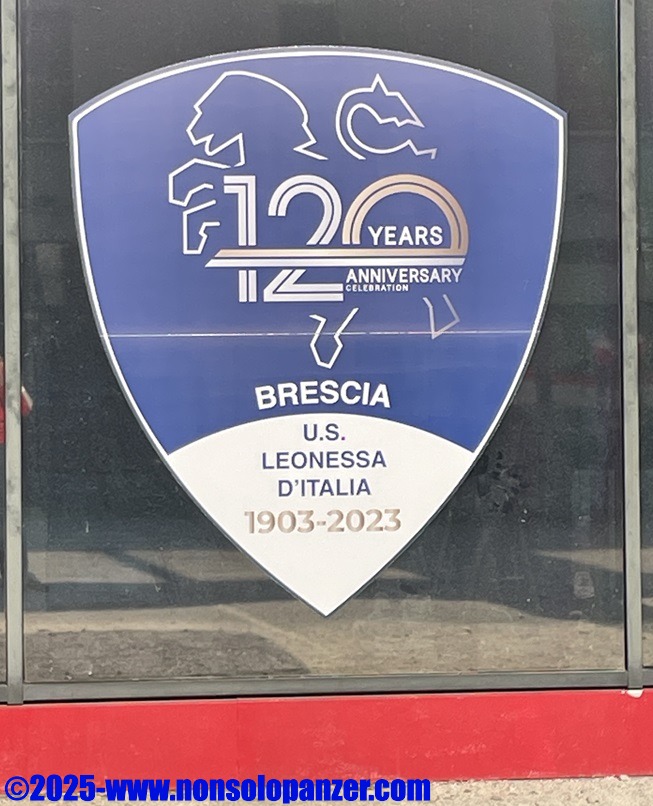 120
YEARS
ANNIVERSARY
CELEBRATION
BRESCIA
U.S.
LEONESSA
D'ITALIA
1903-2023
©2025-www.nonsolopanzer.com